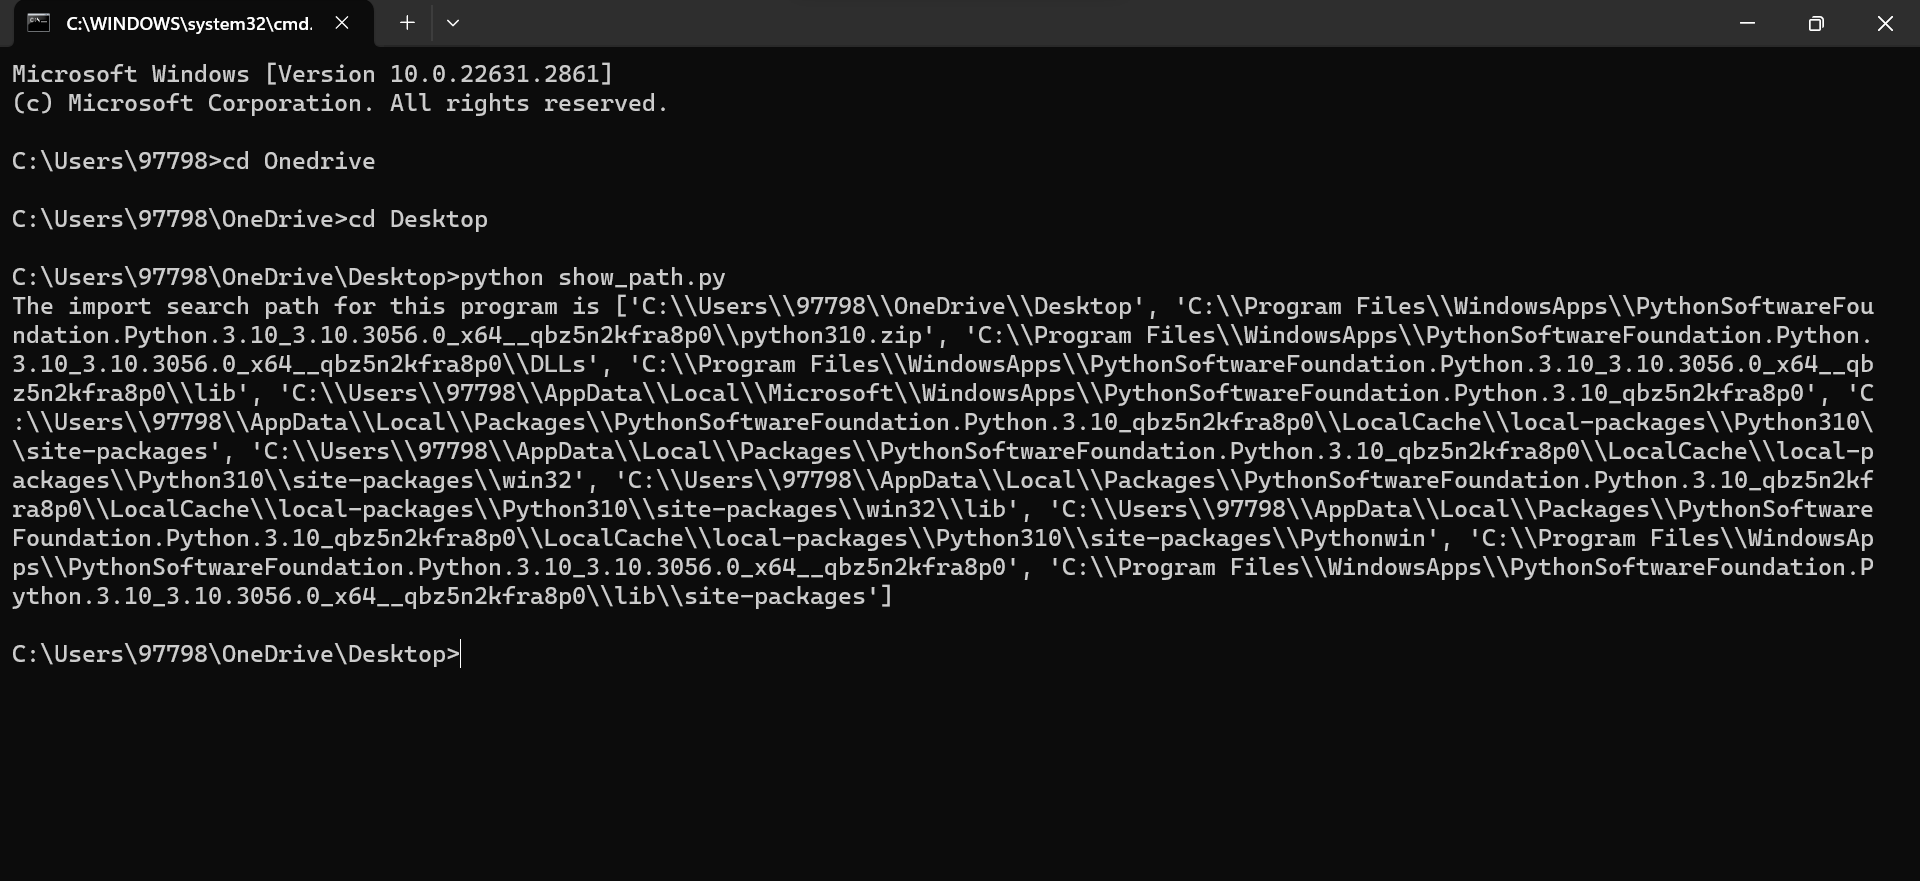 C:\WINDOWS\system32\cmd.
Microsoft Windows [Version 10.0.22631.2861]
(c) Microsoft Corporation. All rights reserved.
C:\Users\97798>cd Onedrive
C:\Users\97798\OneDrive>cd Desktop
C:\Users\97798\OneDrive\Desktop>python show_path.py
The import search path for this program is ['C:\\Users\\97798\\OneDrive\\Desktop', 'C:\\Program Files\\WindowsApps\\PythonSoftwareFou
ndation.Python.3.10_3.10.3056.0_x64__qbz5n2kfra8p0\\python310.zip', 'C:\\Program Files\\WindowsApps\\PythonSoftwareFoundation.Python.
3.10_3.10.3056.0_x64__qbz5n2kfra8p0\\DLLs', 'C:\\Program Files\\WindowsApps\\PythonSoftwareFoundation.Python.3.10_3.10.3056.0_x64__qb
z5n2kfra8p0\\lib', 'C:\\Users\\97798\\AppData\\Local\\Microsoft\\WindowsApps\\PythonSoftwareFoundation.Python.3.10_qbz5n2kfra8p0', 'C
:\\Users\\97798\\AppData\\Local\\Packages\\PythonSoftwareFoundation.Python.3.10_qbz5n2kfra8p0\\LocalCache\\local-packages\\Python310\
\site-packages', 'C:\\Users\\97798\\AppData\\Local\\Packages\\PythonSoftwareFoundation.Python.3.10_qbz5n2kfra8p0\\LocalCache\\local-p
ackages\\Python310\\site-packages\\win32', 'C:\\Users\\97798\\AppData\\Local\\Packages\\PythonSoftwareFoundation.Python.3.10_qbz5n2kf
ra8p0\\LocalCache\\local-packages\\Python310\\site-packages\\win32\\lib', 'C:\\Users\\97798\\AppData\\Local\\Packages\\PythonSoftware
Foundation.Python.3.10_qbz5n2kfra8p0\\LocalCache\\local-packages\\Python310\\site-packages\\Pythonwin', 'C:\\Program Files\\WindowsAp
ps\\PythonSoftwareFoundation.Python.3.10_3.10.3056.0_x64__qbz5n2kfra8p0', 'C:\\Program Files\\WindowsApps\\PythonSoftwareFoundation.P
ython.3.10_3.10.3056.0_x64__qbz5n2kfra8p0\\lib\\site-packages']
C:\Users\97798\OneDrive\Desktop>